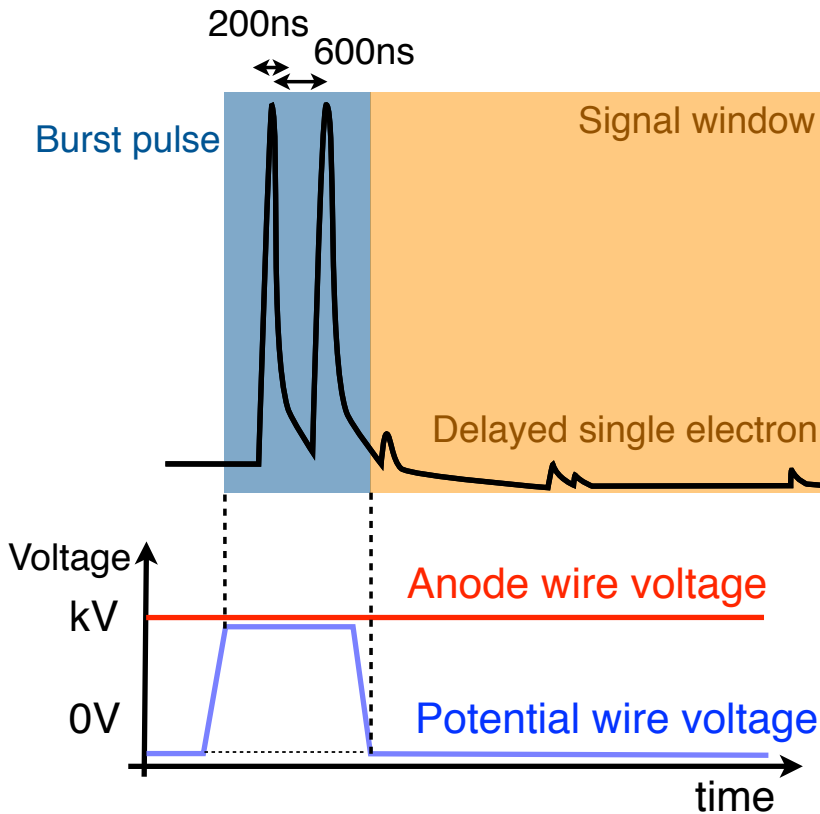 200ns
600ns
Burst pulse
Signal window
Delayed single electron
Voltage
Anode wire voltage
kV
0V
Potential wire voltage
time